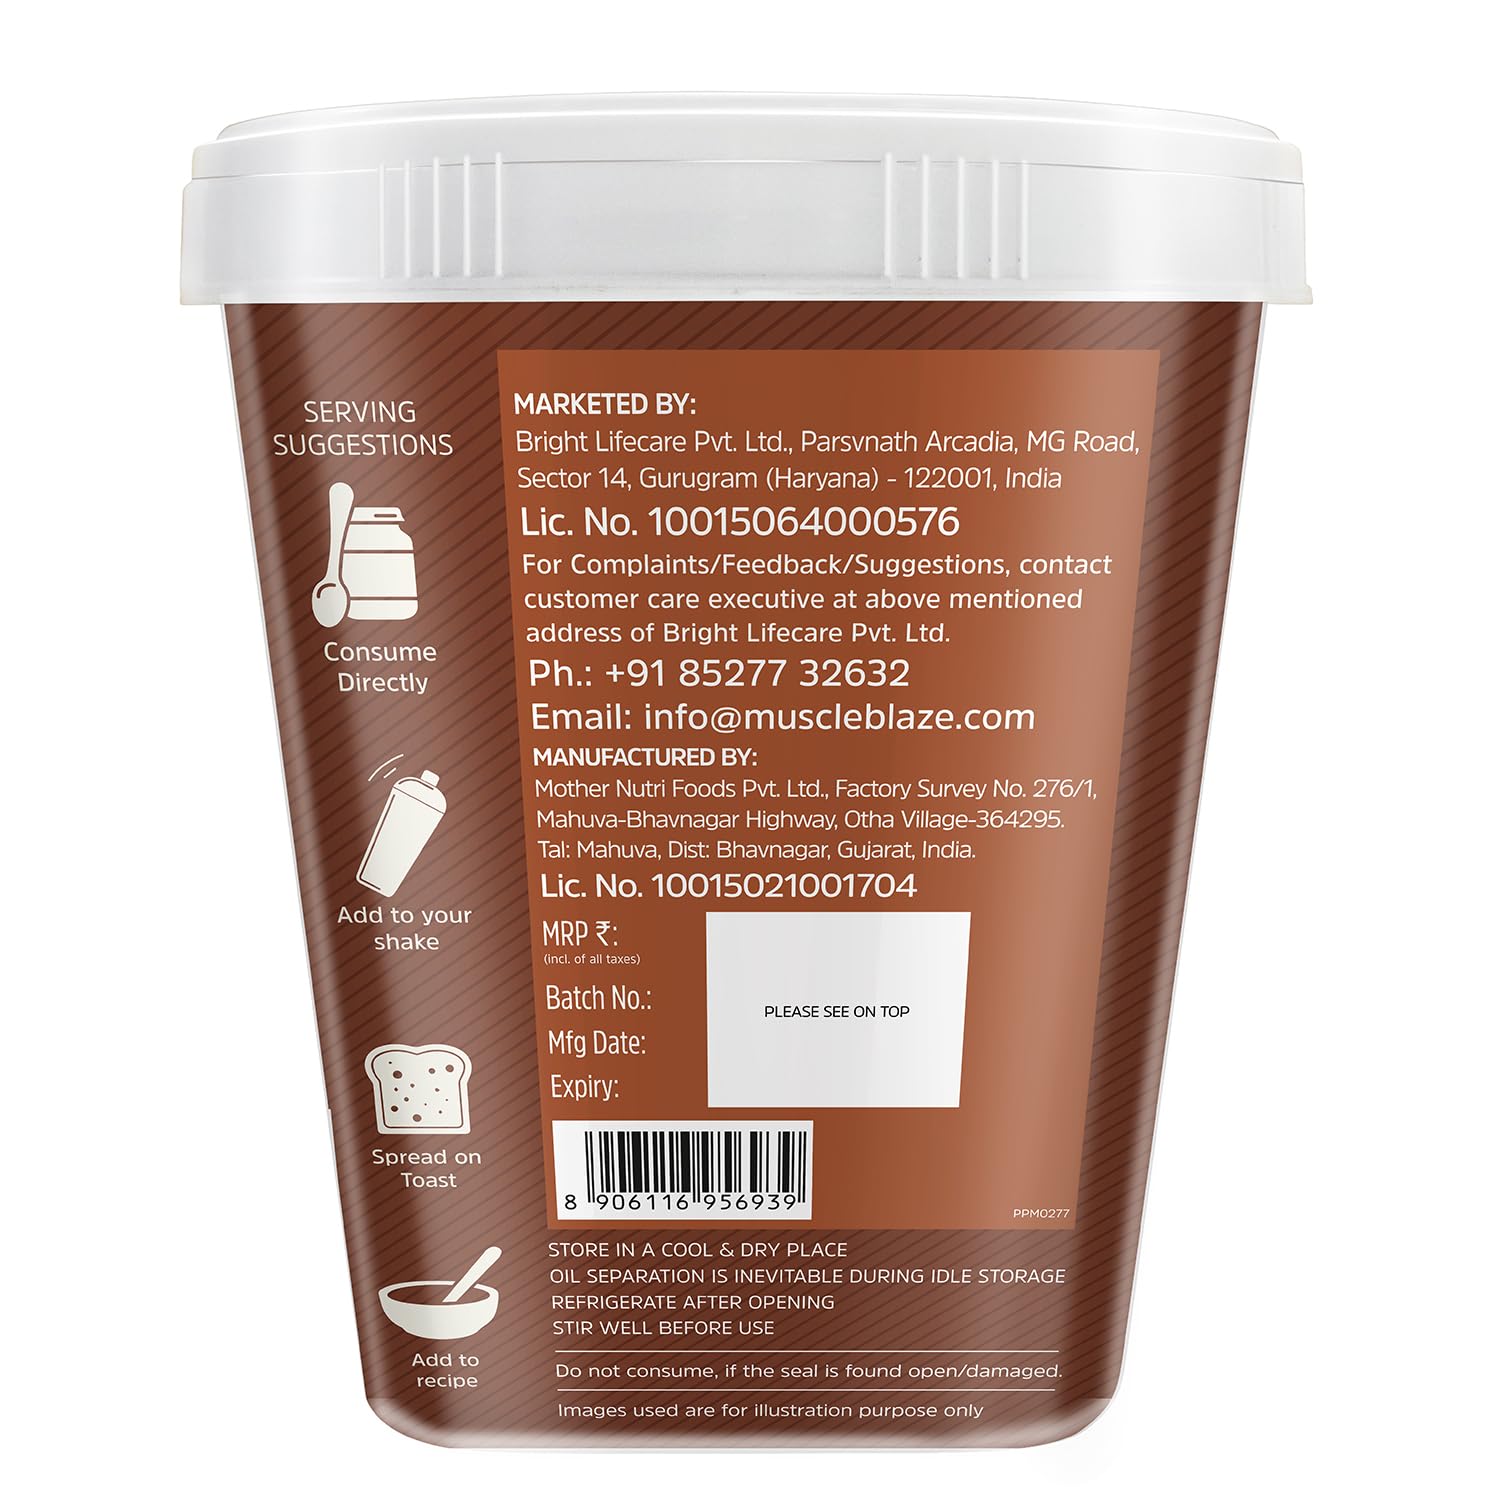 SERVING
SUGGESTIONS
Consume
Directly
Add to your
shake
Spread on
Toast
Add to
recipe
MARKETED BY:
Bright Lifecare Pvt. Ltd., Parsvnath Arcadia, MG Road,
Sector 14, Gurugram (Haryana) - 122001, India
Lic. No. 10015064000576
For Complaints/Feedback/Suggestions, contact
customer care executive at above mentioned
address of Bright Lifecare Pvt. Ltd.
Ph.: +91 85277 32632
Email: info@muscleblaze.com
MANUFACTURED BY:
Mother Nutri Foods Pvt. Ltd., Factory Survey No. 276/1,
Mahuva-Bhavnagar Highway, Otha Village-364295.
Tal: Mahuva, Dist: Bhavnagar, Gujarat, India.
Lic. No. 10015021001704
MRP ₹:
(incl. of all taxes)
Batch No.:
Mfg Date:
Expiry:
PLEASE SEE ON TOP
8 906116 956939
PPM0277
STORE IN A COOL & DRY PLACE
OIL SEPARATION IS INEVITABLE DURING IDLE STORAGE
REFRIGERATE AFTER OPENING
STIR WELL BEFORE USE
Do not consume, if the seal is found open/damaged.
Images used are for illustration purpose only